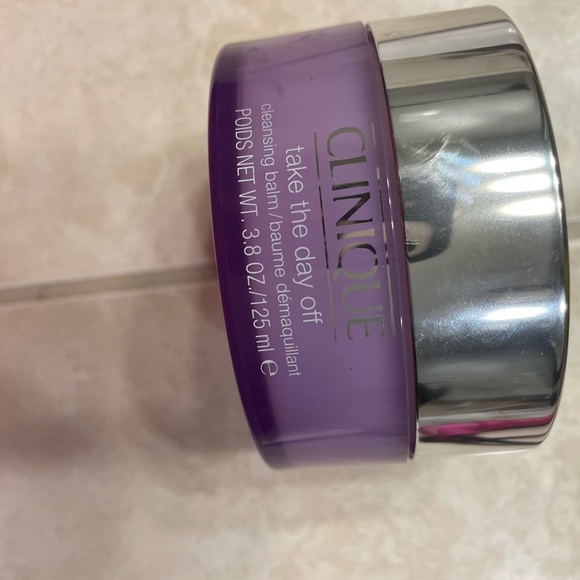 CLINIQUE
take the day off
cleansing balm/baume démaquillant
POIDS NET WT. 3.8 OZ./125 ml ℮